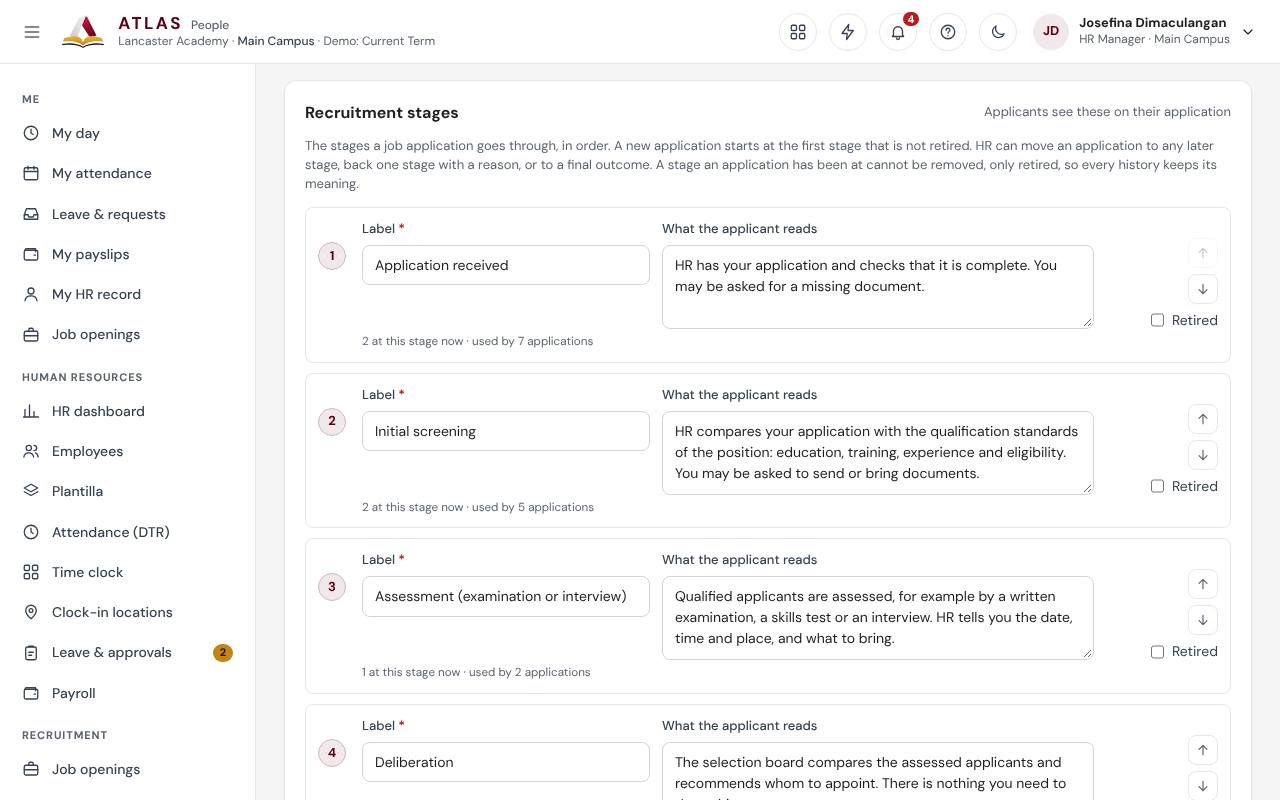 ATLAS People
Lancaster Academy · Main Campus · Demo: Current Term
4
JD
Josefina Dimaculangan
HR Manager · Main Campus
ME
My day
My attendance
Leave & requests
My payslips
My HR record
Job openings
HUMAN RESOURCES
HR dashboard
Employees
Plantilla
Attendance (DTR)
Time clock
Clock-in locations
Leave & approvals 2
Payroll
RECRUITMENT
Job openings
Recruitment stages
Applicants see these on their application
The stages a job application goes through, in order. A new application starts at the first stage that is not retired. HR can move an application to any later
stage, back one stage with a reason, or to a final outcome. A stage an application has been at cannot be removed, only retired, so every history keeps its
meaning.
1
Label *
Application received
What the applicant reads
HR has your application and checks that it is complete. You
may be asked for a missing document.
Retired
2 at this stage now · used by 7 applications
2
Label *
Initial screening
What the applicant reads
HR compares your application with the qualification standards
of the position: education, training, experience and eligibility.
You may be asked to send or bring documents.
Retired
2 at this stage now · used by 5 applications
3
Label *
Assessment (examination or interview)
What the applicant reads
Qualified applicants are assessed, for example by a written
examination, a skills test or an interview. HR tells you the date,
time and place, and what to bring.
Retired
1 at this stage now · used by 2 applications
4
Label *
Deliberation
What the applicant reads
The selection board compares the assessed applicants and
recommends whom to appoint. There is nothing you need to